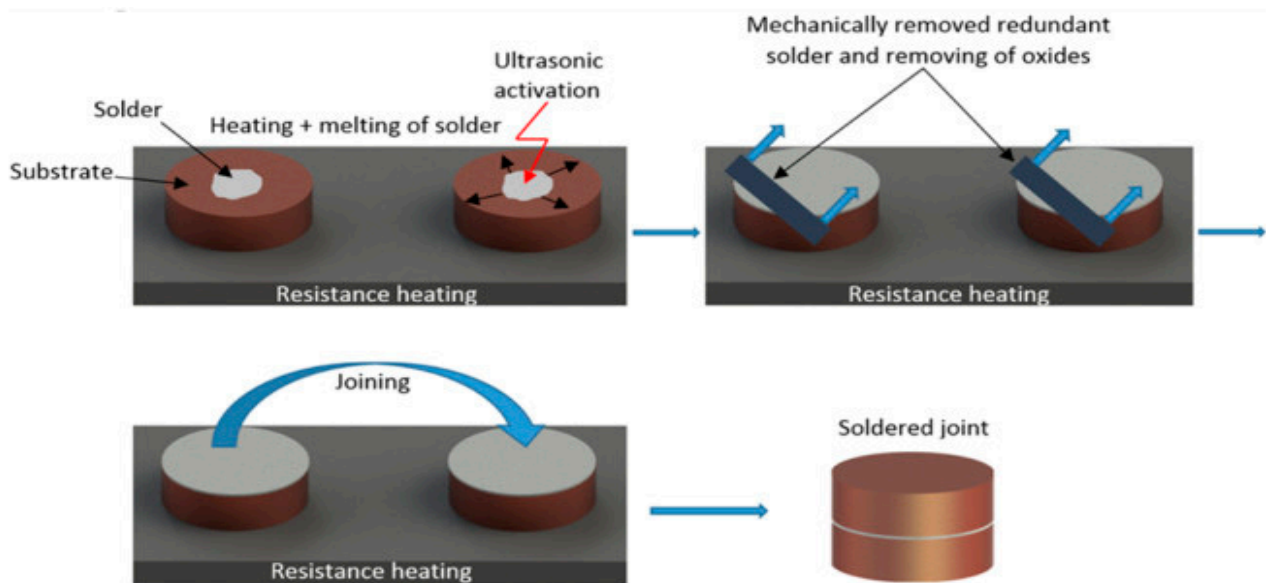 Mechanically removed redundant
solder and removing of oxides
Ultrasonic
activation
Solder
Heating + melting of solder
Substrate
Resistance heating
Resistance heating
Joining
Soldered joint
Resistance heating